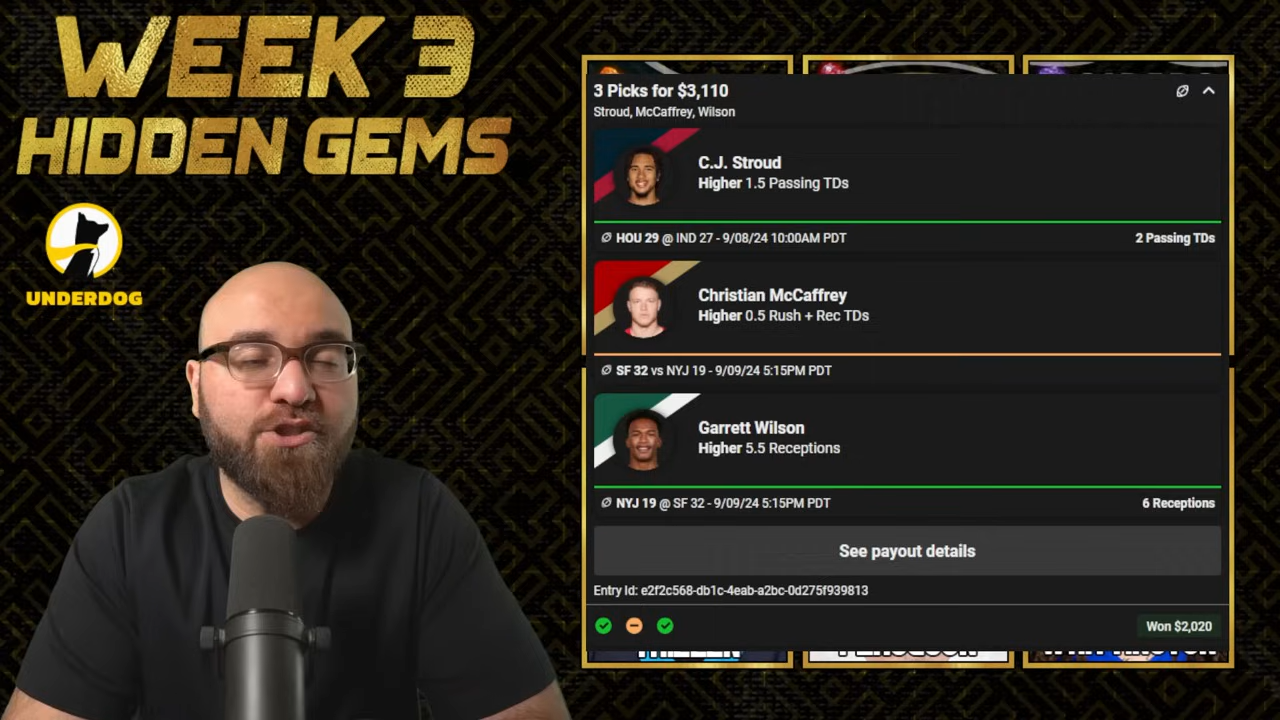 WEEK 3
HIDDEN GEMS
UNDERDOG
3 Picks for $3,110
Stroud, McCaffrey, Wilson
C.J. Stroud
Higher 1.5 Passing TDs
HOU 29 @ IND 27 - 9/08/24 10:00AM PDT
2 Passing TDs
Christian McCaffrey
Higher 0.5 Rush + Rec TDs
SF 32 vs NYJ 19 - 9/09/24 5:15PM PDT
Garrett Wilson
Higher 5.5 Receptions
NYJ 19 @ SF 32 - 9/09/24 5:15PM PDT
6 Receptions
See payout details
Entry Id: e2f2c568-db1c-4eab-a2bc-0d275f939813
Won $2,020